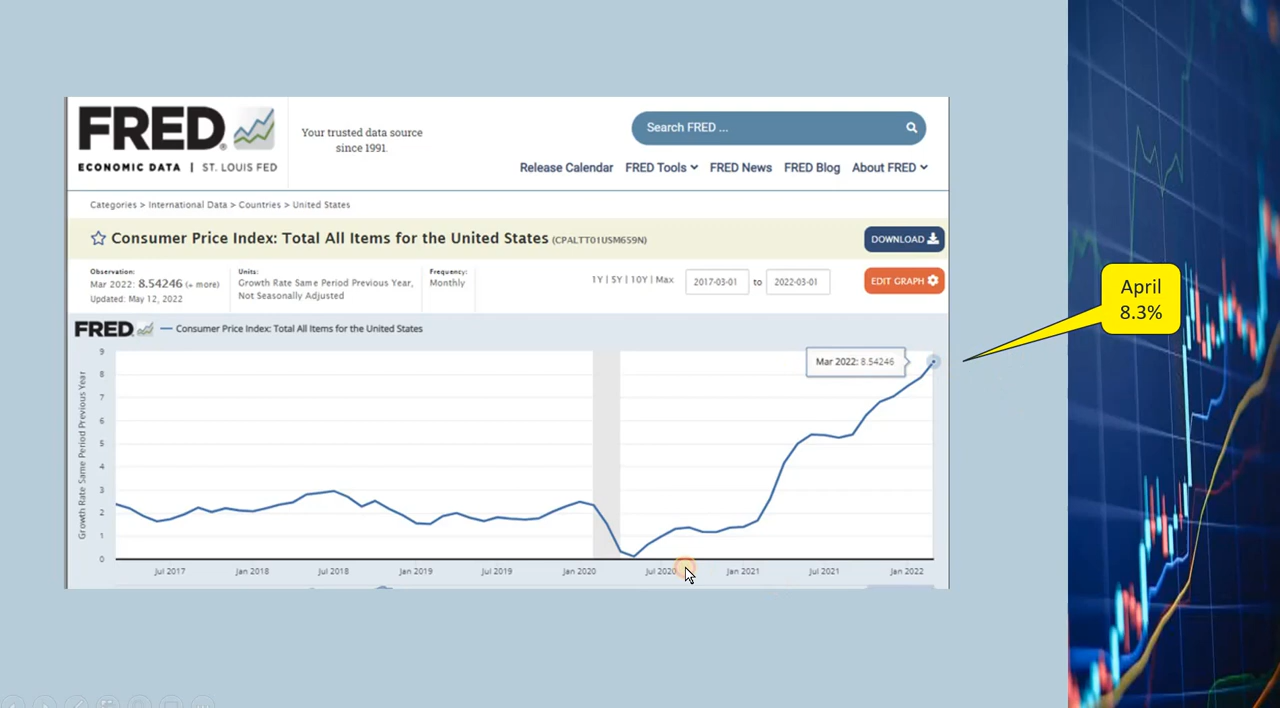 FRED®
ECONOMIC DATA | ST. LOUIS FED
Your trusted data source
since 1991.
Search FRED ...
Release Calendar FRED Tools FRED News FRED Blog About FRED
Categories > International Data > Countries > United States
Consumer Price Index: Total All Items for the United States (CPALTT01USM659N)
DOWNLOAD
Observation:
Mar 2022: 8.54246 (+ more)
Updated: May 12, 2022
Units:
Growth Rate Same Period Previous Year,
Not Seasonally Adjusted
Frequency:
Monthly
1Y | 5Y | 10Y | Max
2017-03-01 to 2022-03-01
EDIT GRAPH
FRED
Consumer Price Index: Total All Items for the United States
Growth Rate Same Period Previous Year
9
8
7
6
5
4
3
2
1
0
Mar 2022: 8.54246
Jul 2017 Jan 2018 Jul 2018 Jan 2019 Jul 2019 Jan 2020 Jul 2020 Jan 2021 Jul 2021 Jan 2022
April
8.3%